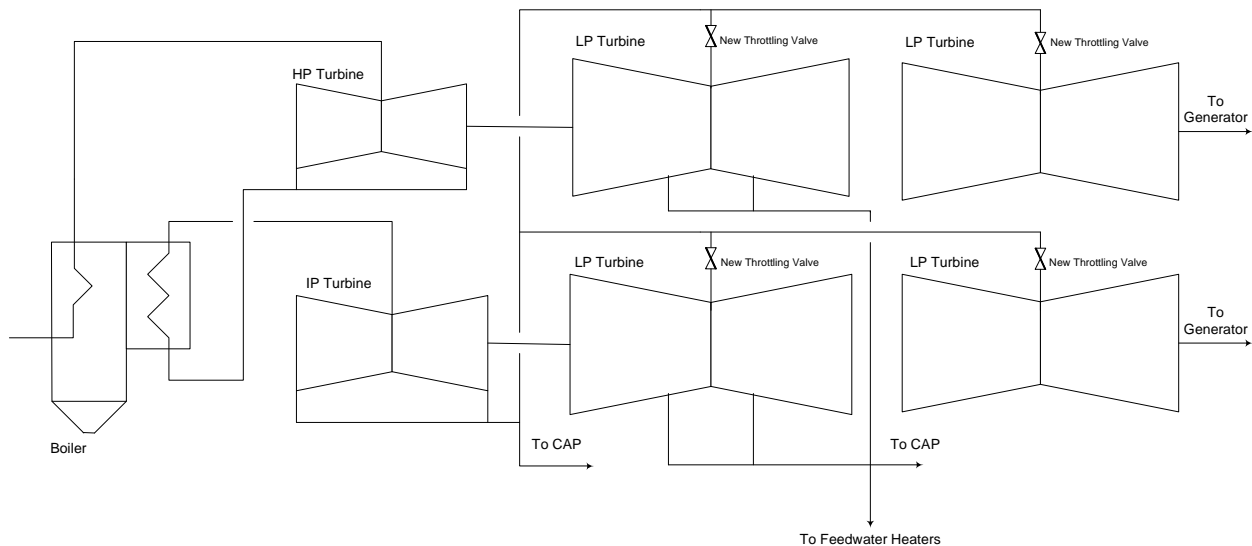 LP Turbine
New Throttling Valve
LP Turbine
New Throttling Valve
HP Turbine
To
Generator
LP Turbine
New Throttling Valve
LP Turbine
New Throttling Valve
IP Turbine
To
Generator
Boiler
To CAP
To CAP
To Feedwater Heaters